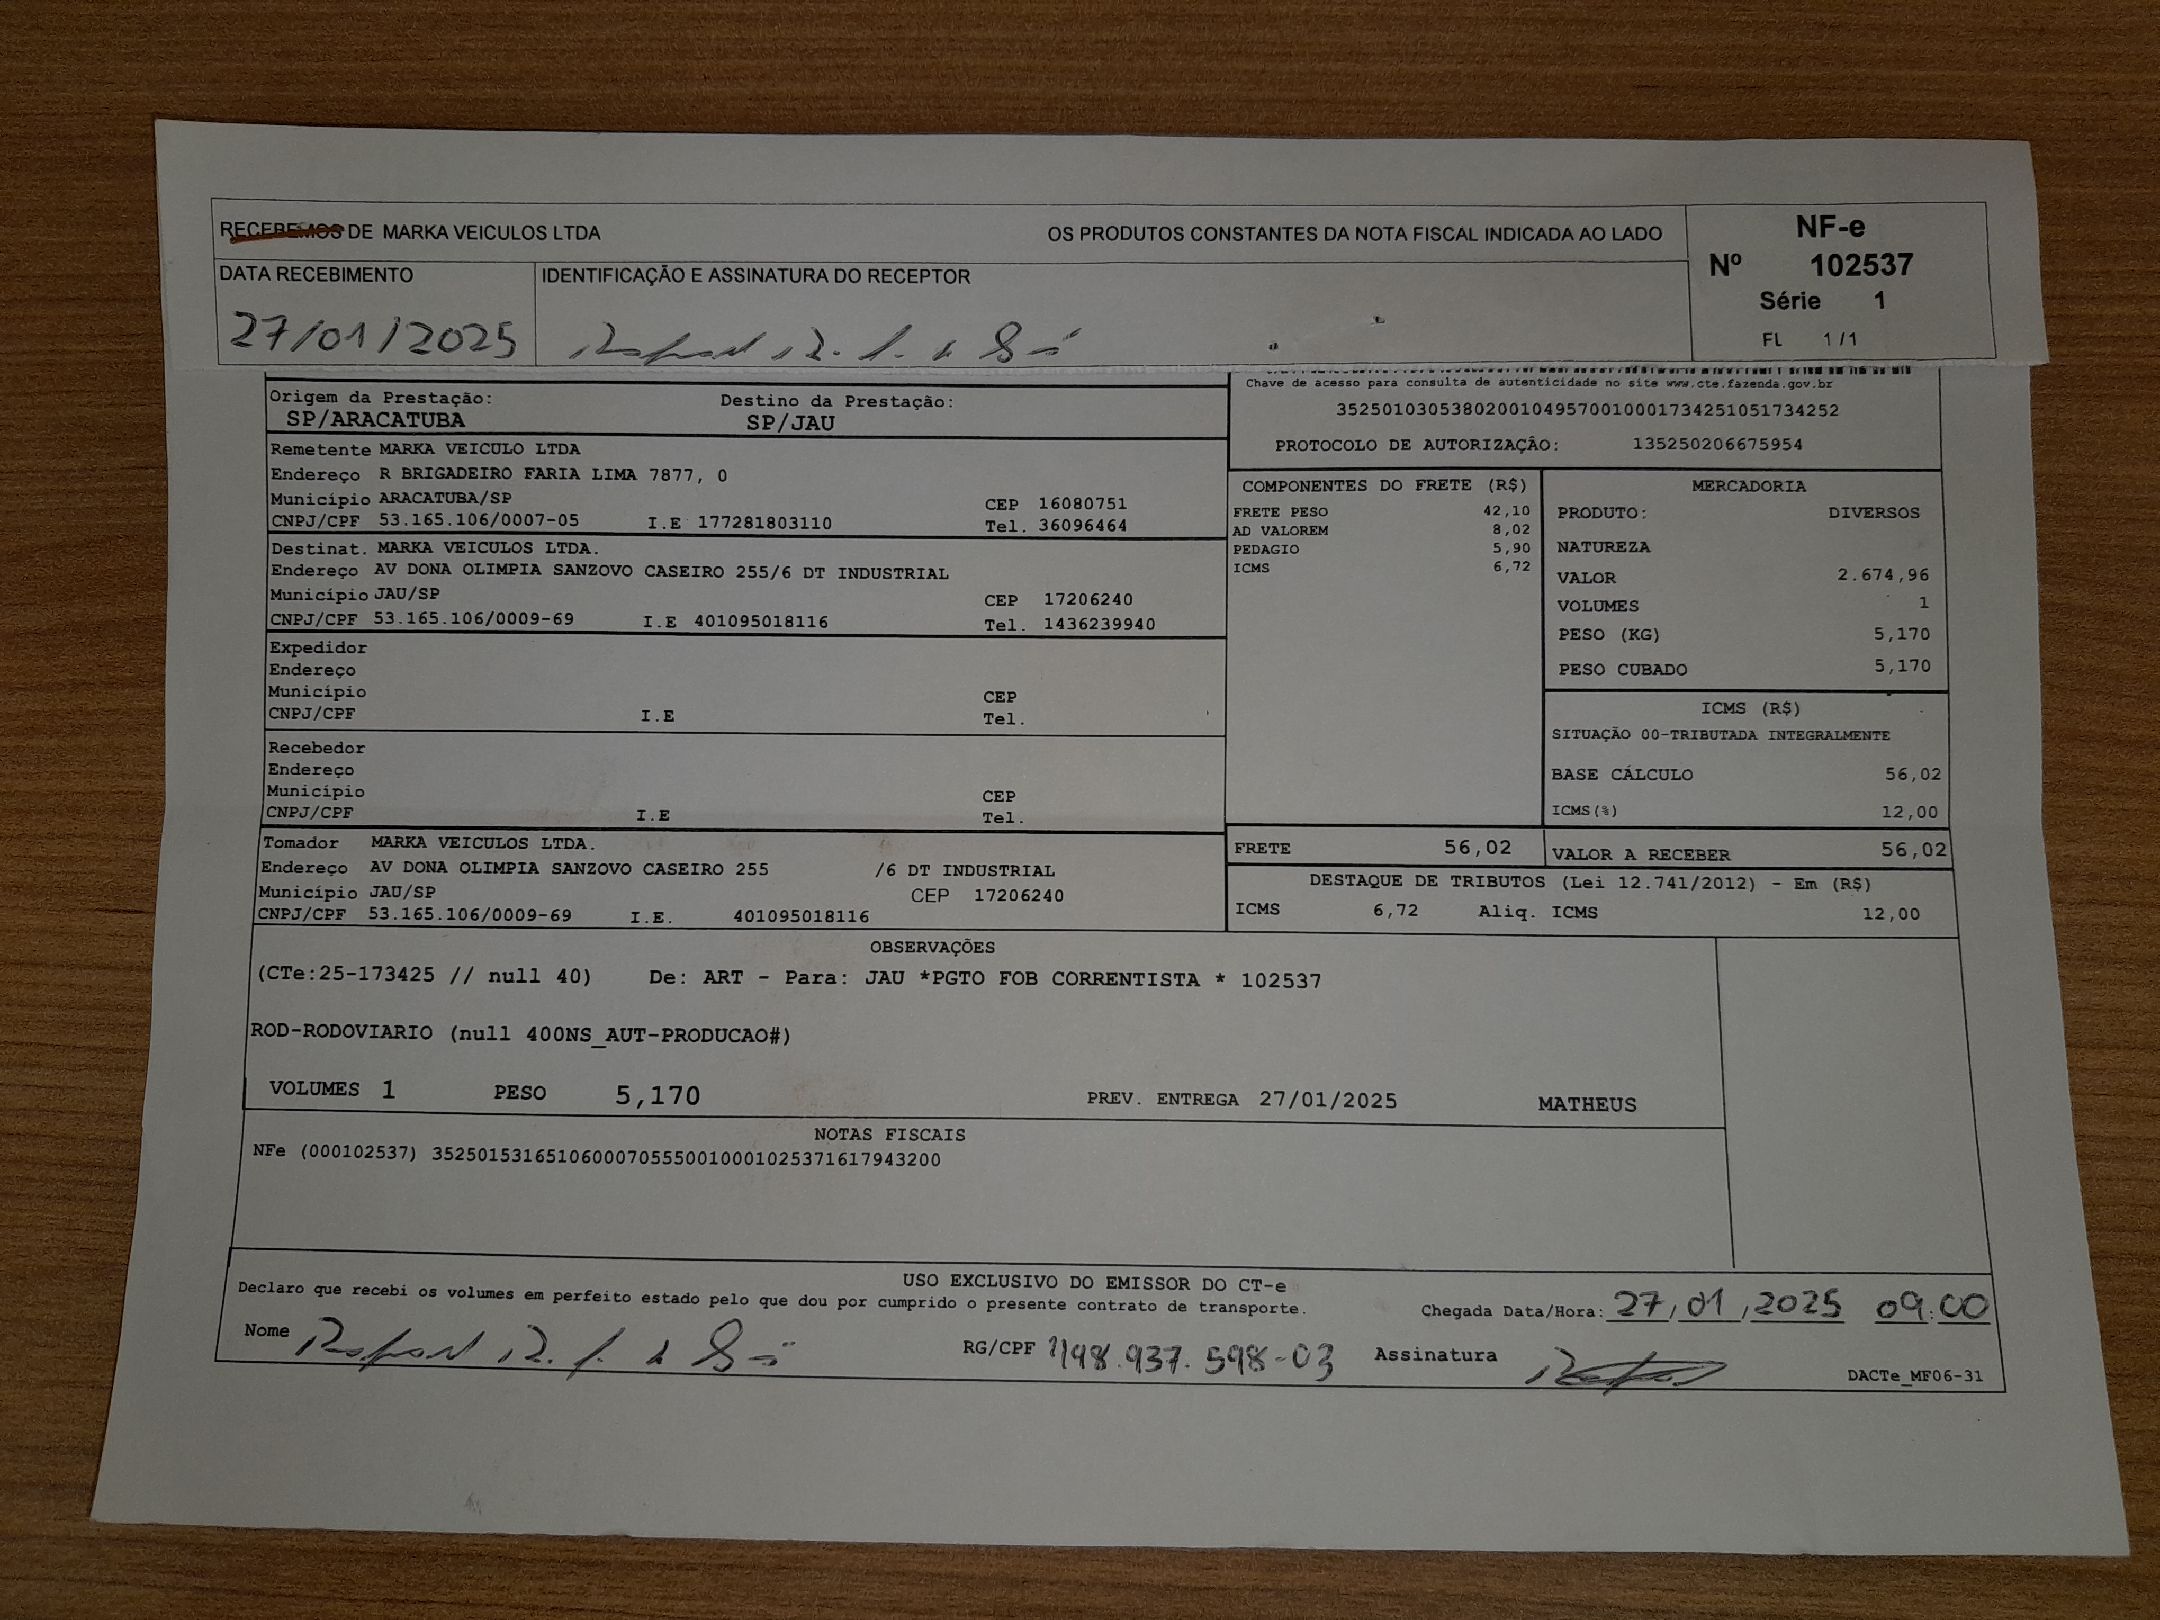 RECEBEMOS DE MARKA VEICULOS LTDA OS PRODUTOS CONSTANTES DA NOTA FISCAL INDICADA AO LADO
NF-e
Nº 102537
Série 1
FL 1/1
DATA RECEBIMENTO
27/01/2025
IDENTIFICAÇÃO E ASSINATURA DO RECEPTOR
Origem da Prestação: Destino da Prestação:
SP/ARACATUBA SP/JAU
Chave de acesso para consulta de autenticidade no site www.cte.fazenda.gov.br
35250103053802001049570010001734251051734252
PROTOCOLO DE AUTORIZAÇÃO: 135250206675954
Remetente MARKA VEICULO LTDA
Endereço R BRIGADEIRO FARIA LIMA 7877, 0
Município ARACATUBA/SP CEP 16080751
CNPJ/CPF 53.165.106/0007-05 I.E 177281803110 Tel. 36096464
Destinat. MARKA VEICULOS LTDA.
Endereço AV DONA OLIMPIA SANZOVO CASEIRO 255/6 DT INDUSTRIAL
Município JAU/SP CEP 17206240
CNPJ/CPF 53.165.106/0009-69 I.E 401095018116 Tel. 1436239940
Expedidor
Endereço
Município CEP
CNPJ/CPF I.E Tel.
Recebedor
Endereço
Município CEP
CNPJ/CPF I.E Tel.
Tomador MARKA VEICULOS LTDA.
Endereço AV DONA OLIMPIA SANZOVO CASEIRO 255 /6 DT INDUSTRIAL
Município JAU/SP CEP 17206240
CNPJ/CPF 53.165.106/0009-69 I.E. 401095018116
COMPONENTES DO FRETE (R$)
FRETE PESO 42,10
AD VALOREM 8,02
PEDAGIO 5,90
ICMS 6,72
MERCADORIA
PRODUTO: DIVERSOS
NATUREZA
VALOR 2.674,96
VOLUMES 1
PESO (KG) 5,170
PESO CUBADO 5,170
ICMS (R$)
SITUAÇÃO 00-TRIBUTADA INTEGRALMENTE
BASE CÁLCULO 56,02
ICMS(%) 12,00
FRETE 56,02 VALOR A RECEBER 56,02
DESTAQUE DE TRIBUTOS (Lei 12.741/2012) - Em (R$)
ICMS 6,72 Aliq. ICMS 12,00
OBSERVAÇÕES
(CTe:25-173425 // null 40) De: ART - Para: JAU *PGTO FOB CORRENTISTA * 102537
ROD-RODOVIARIO (null 400NS_AUT-PRODUCAO#)
VOLUMES 1 PESO 5,170 PREV. ENTREGA 27/01/2025 MATHEUS
NOTAS FISCAIS
NFe (000102537) 35250153165106000705550010001025371617943200
USO EXCLUSIVO DO EMISSOR DO CT-e
Declaro que recebi os volumes em perfeito estado pelo que dou por cumprido o presente contrato de transporte. Chegada Data/Hora: 27/01/2025 09:00
Nome RG/CPF Assinatura
DACTe_MF06-31